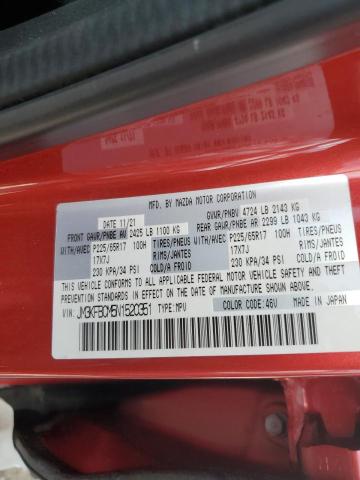 MFD. BY MAZDA MOTOR CORPORATION
DATE 11/21 GVWR/PNBV 4724 LB 2143 KG
FRONT GAWR/PNBE AV 2425 LB 1100 KG REAR GAWR/PNBE AR 2299 LB 1043 KG
WITH/AVEC P225/65R17 100H TIRES/PNEUS WITH/AVEC P225/65R17 100H TIRES/PNEUS
17X7J RIMS/JANTES 17X7J RIMS/JANTES
230 KPA/34 PSI COLD/A FROID 230 KPA/34 PSI COLD/A FROID
THIS VEHICLE CONFORMS TO ALL APPLICABLE FEDERAL MOTOR VEHICLE SAFETY, BUMPER, AND
THEFT PREVENTION STANDARDS IN EFFECT ON THE DATE OF MANUFACTURE SHOWN ABOVE.
VIN: JM3KFBCM5N1520351 TYPE: MPV COLOR CODE: 46V MADE IN JAPAN